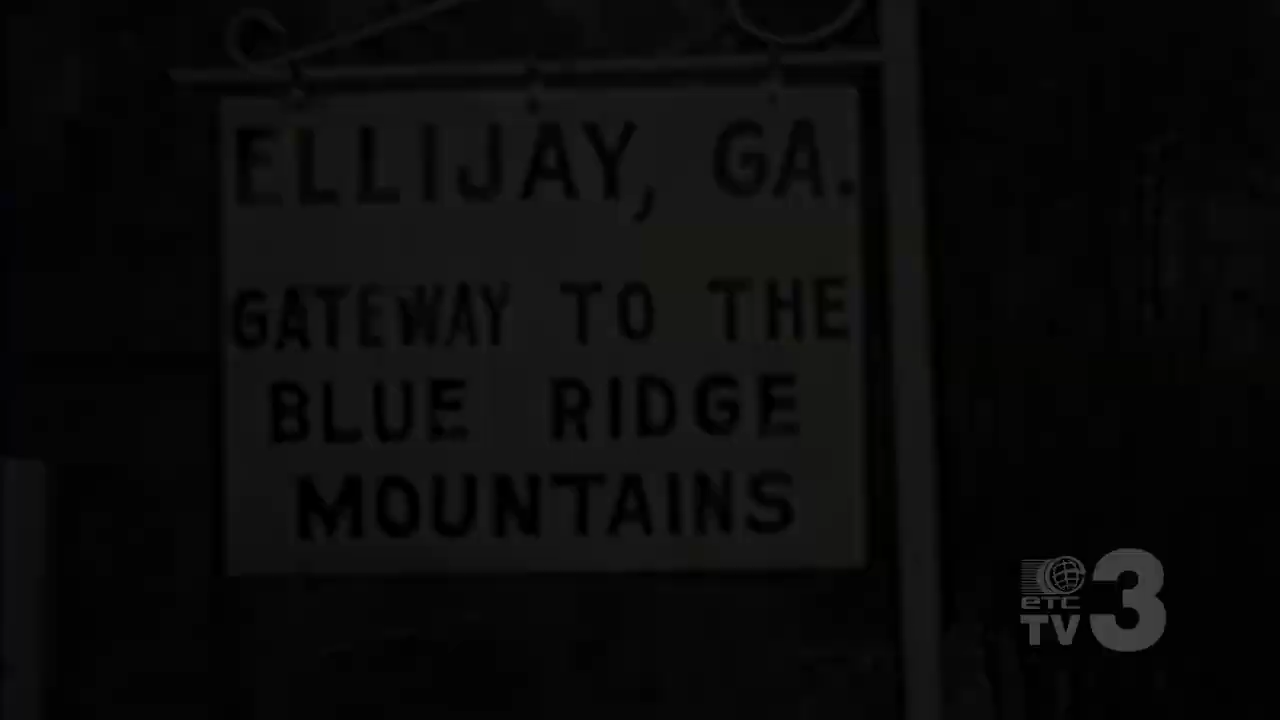 ELLIJAY, GA.
GATEWAY TO THE
BLUE RIDGE
MOUNTAINS
etc
TV 3